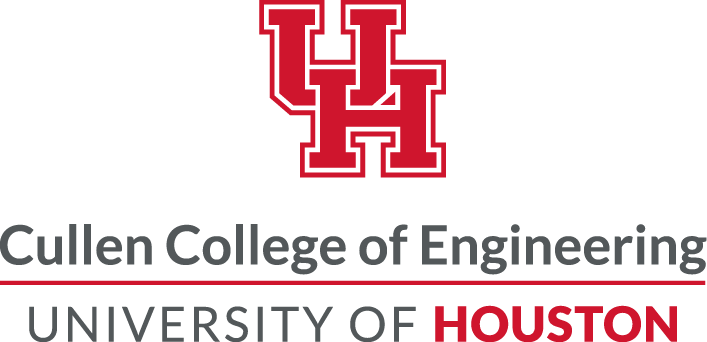 UH
Cullen College of Engineering
UNIVERSITY OF HOUSTON